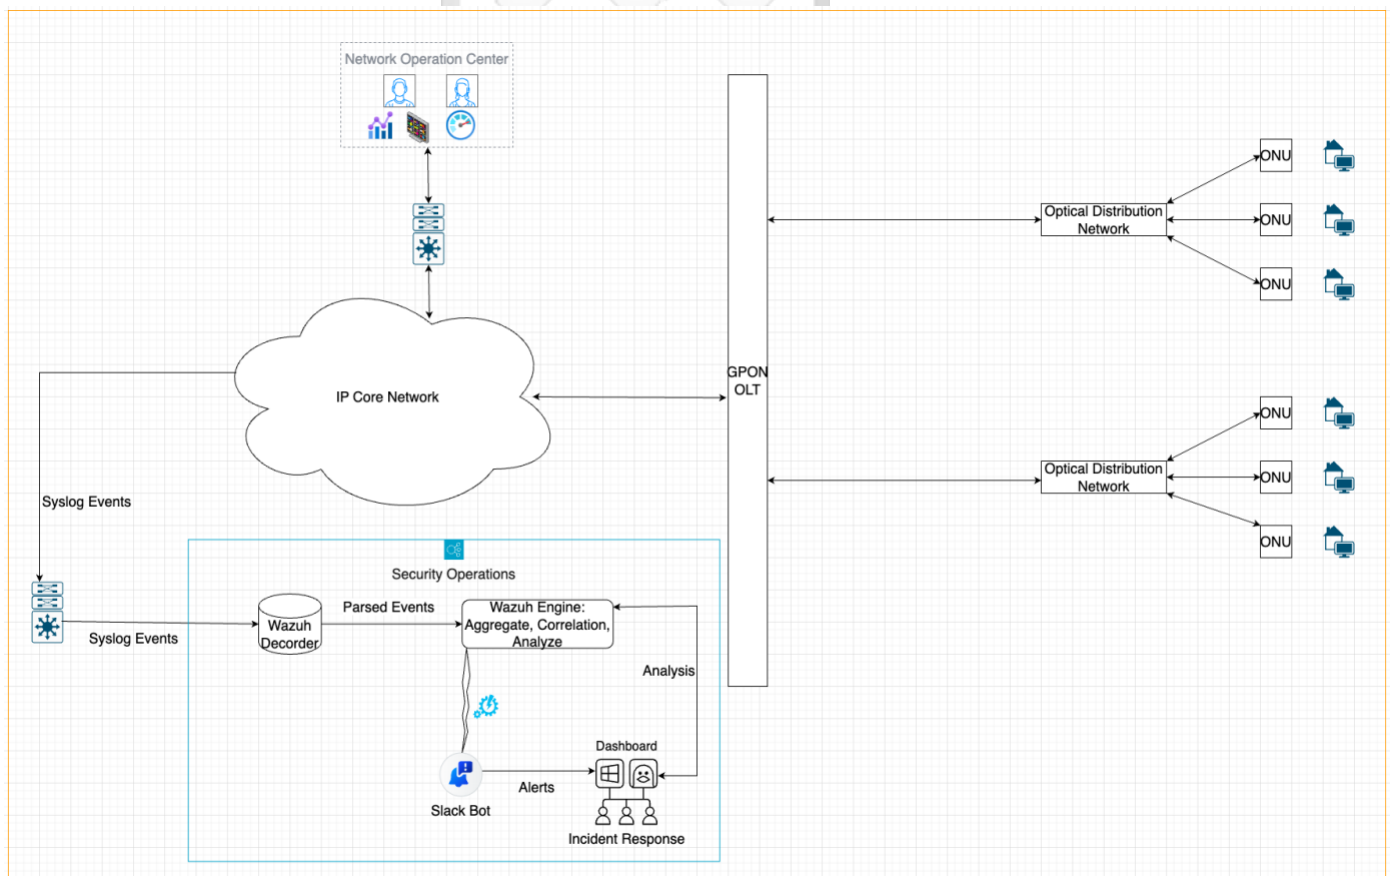 Network Operation Center
ONU
Optical Distribution
Network
ONU
ONU
GPON
OLT
IP Core Network
ONU
Optical Distribution
Network
ONU
ONU
Syslog Events
Security Operations
Syslog Events
Wazuh
Decorder
Parsed Events
Wazuh Engine:
Aggregate, Correlation,
Analyze
Analysis
Slack Bot
Alerts
Dashboard
Incident Response